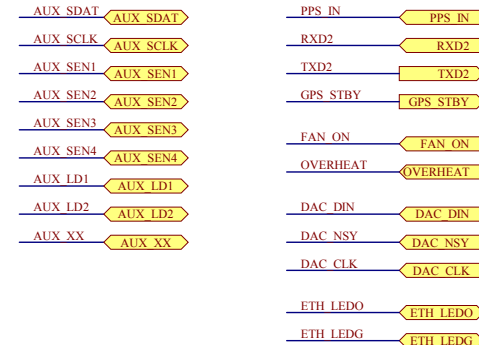 AUX_SDAT AUX_SDAT
AUX_SCLK AUX_SCLK
AUX_SEN1 AUX_SEN1
AUX_SEN2 AUX_SEN2
AUX_SEN3 AUX_SEN3
AUX_SEN4 AUX_SEN4
AUX_LD1 AUX_LD1
AUX_LD2 AUX_LD2
AUX_XX AUX_XX
PPS_IN PPS_IN
RXD2 RXD2
TXD2 TXD2
GPS_STBY GPS_STBY
FAN_ON FAN_ON
OVERHEAT OVERHEAT
DAC_DIN DAC_DIN
DAC_NSY DAC_NSY
DAC_CLK DAC_CLK
ETH_LEDO ETH_LEDO
ETH_LEDG ETH_LEDG